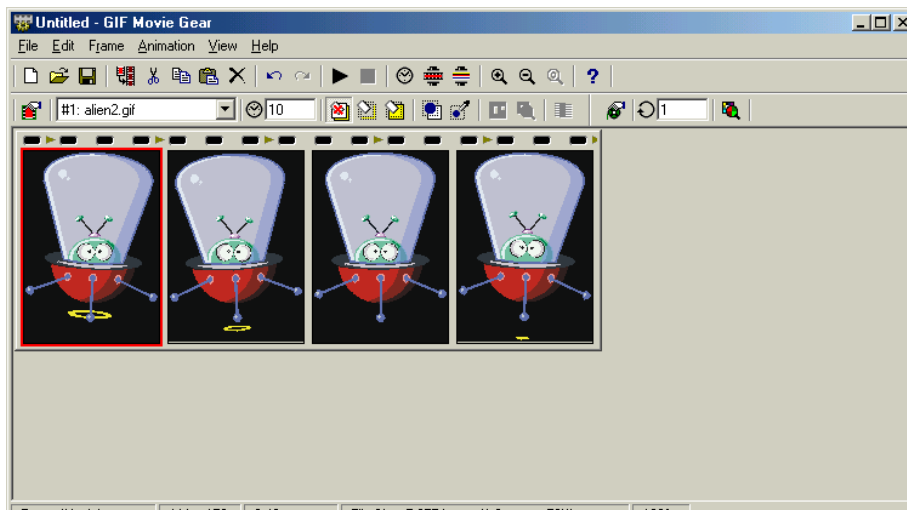 Untitled - GIF Movie Gear
File Edit Frame Animation View Help
?
#1: alien2.gif 10 1